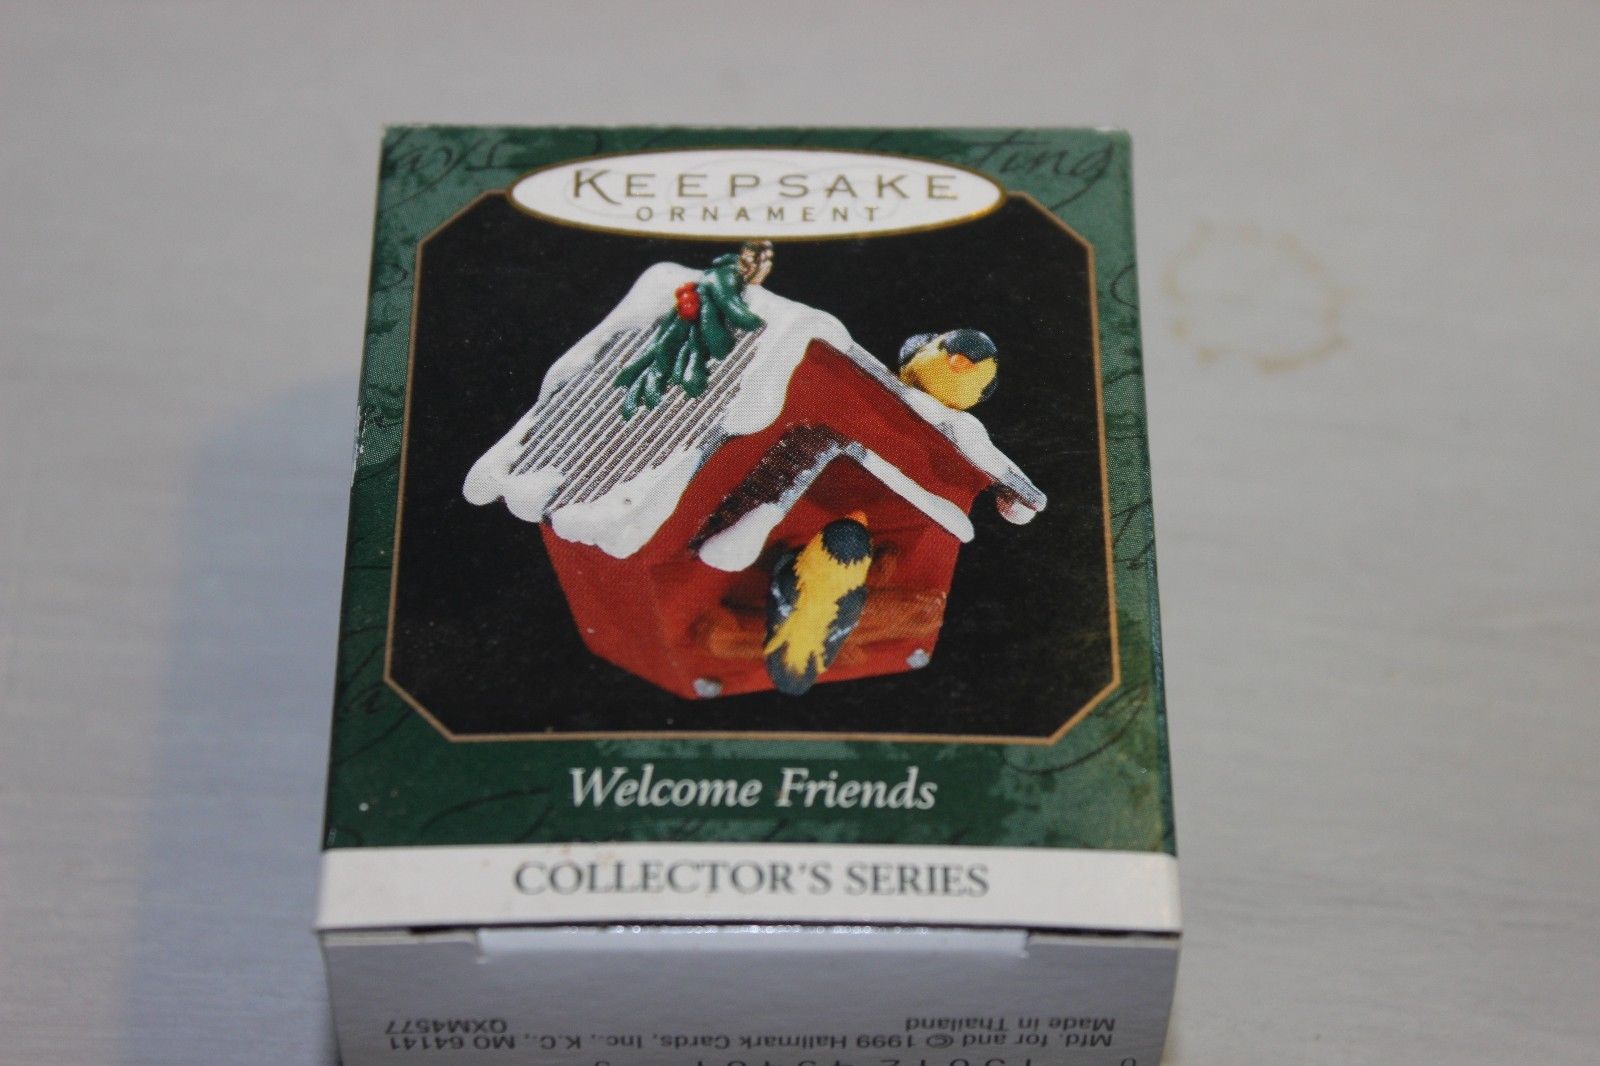 KEEPSAKE
ORNAMENT
Welcome Friends
COLLECTOR'S SERIES
Mfd. for and © 1999 Hallmark Cards, Inc., K.C., MO 64141
Made in Thailand QXM4577